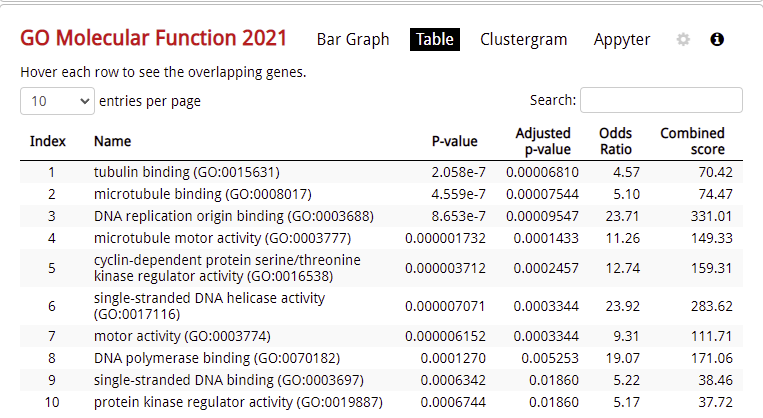 GO Molecular Function 2021 Bar Graph Table Clustergram Appyter
Hover each row to see the overlapping genes.
10 entries per page Search:
Index Name P-value Adjusted p-value Odds Ratio Combined score
1 tubulin binding (GO:0015631) 2.058e-7 0.00006810 4.57 70.42
2 microtubule binding (GO:0008017) 4.559e-7 0.00007544 5.10 74.47
3 DNA replication origin binding (GO:0003688) 8.653e-7 0.00009547 23.71 331.01
4 microtubule motor activity (GO:0003777) 0.000001732 0.0001433 11.26 149.33
5 cyclin-dependent protein serine/threonine kinase regulator activity (GO:0016538) 0.000003712 0.0002457 12.74 159.31
6 single-stranded DNA helicase activity (GO:0017116) 0.000007071 0.0003344 23.92 283.62
7 motor activity (GO:0003774) 0.000006152 0.0003344 9.31 111.71
8 DNA polymerase binding (GO:0070182) 0.0001270 0.005253 19.07 171.06
9 single-stranded DNA binding (GO:0003697) 0.0006342 0.01860 5.22 38.46
10 protein kinase regulator activity (GO:0019887) 0.0006744 0.01860 5.17 37.72